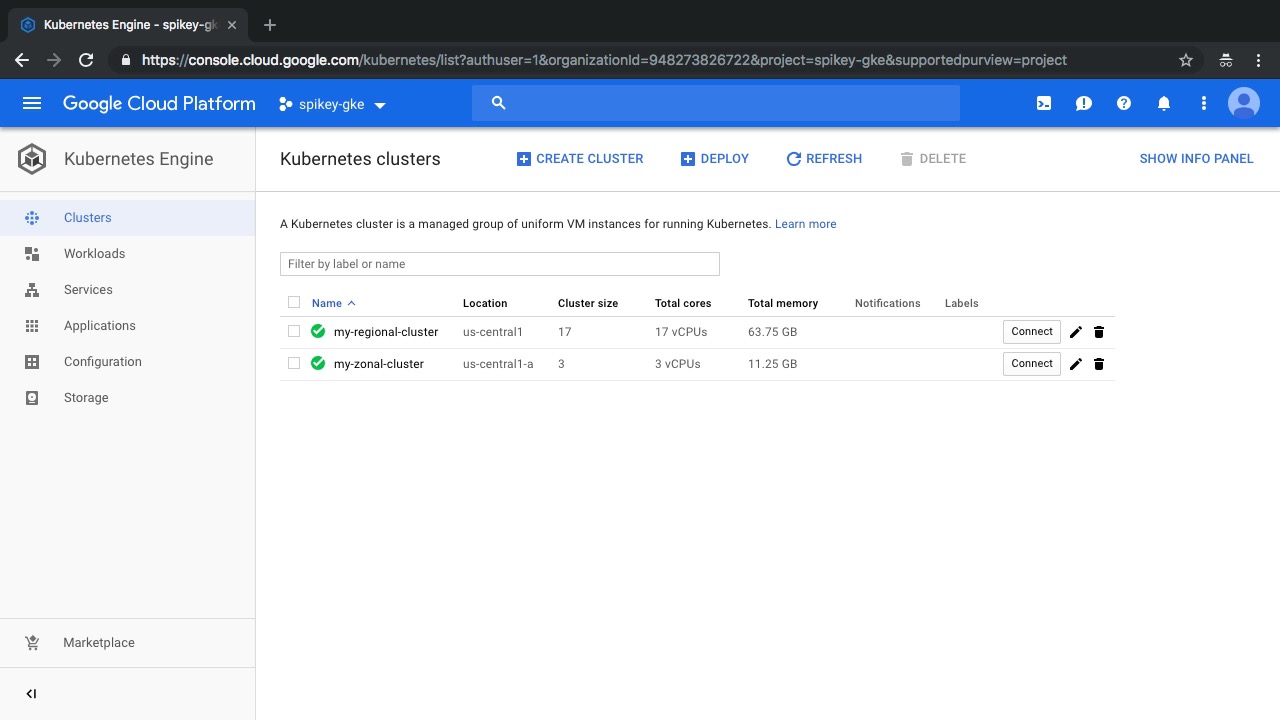 Kubernetes Engine - spikey-gk
https://console.cloud.google.com/kubernetes/list?authuser=1&organizationId=948273826722&project=spikey-gke&supportedpurview=project
Google Cloud Platform spikey-gke
Kubernetes Engine
Kubernetes clusters CREATE CLUSTER DEPLOY REFRESH DELETE SHOW INFO PANEL
Clusters
Workloads
Services
Applications
Configuration
Storage
Marketplace
A Kubernetes cluster is a managed group of uniform VM instances for running Kubernetes. Learn more
Filter by label or name
Name Location Cluster size Total cores Total memory Notifications Labels
my-regional-cluster us-central1 17 17 vCPUs 63.75 GB Connect
my-zonal-cluster us-central1-a 3 3 vCPUs 11.25 GB Connect